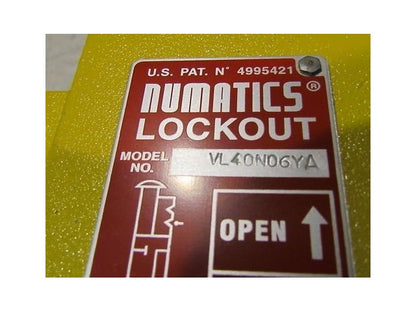 U.S. PAT. N° 4995421
NUMATICS®
LOCKOUT
MODEL NO. VL40N06YA
OPEN